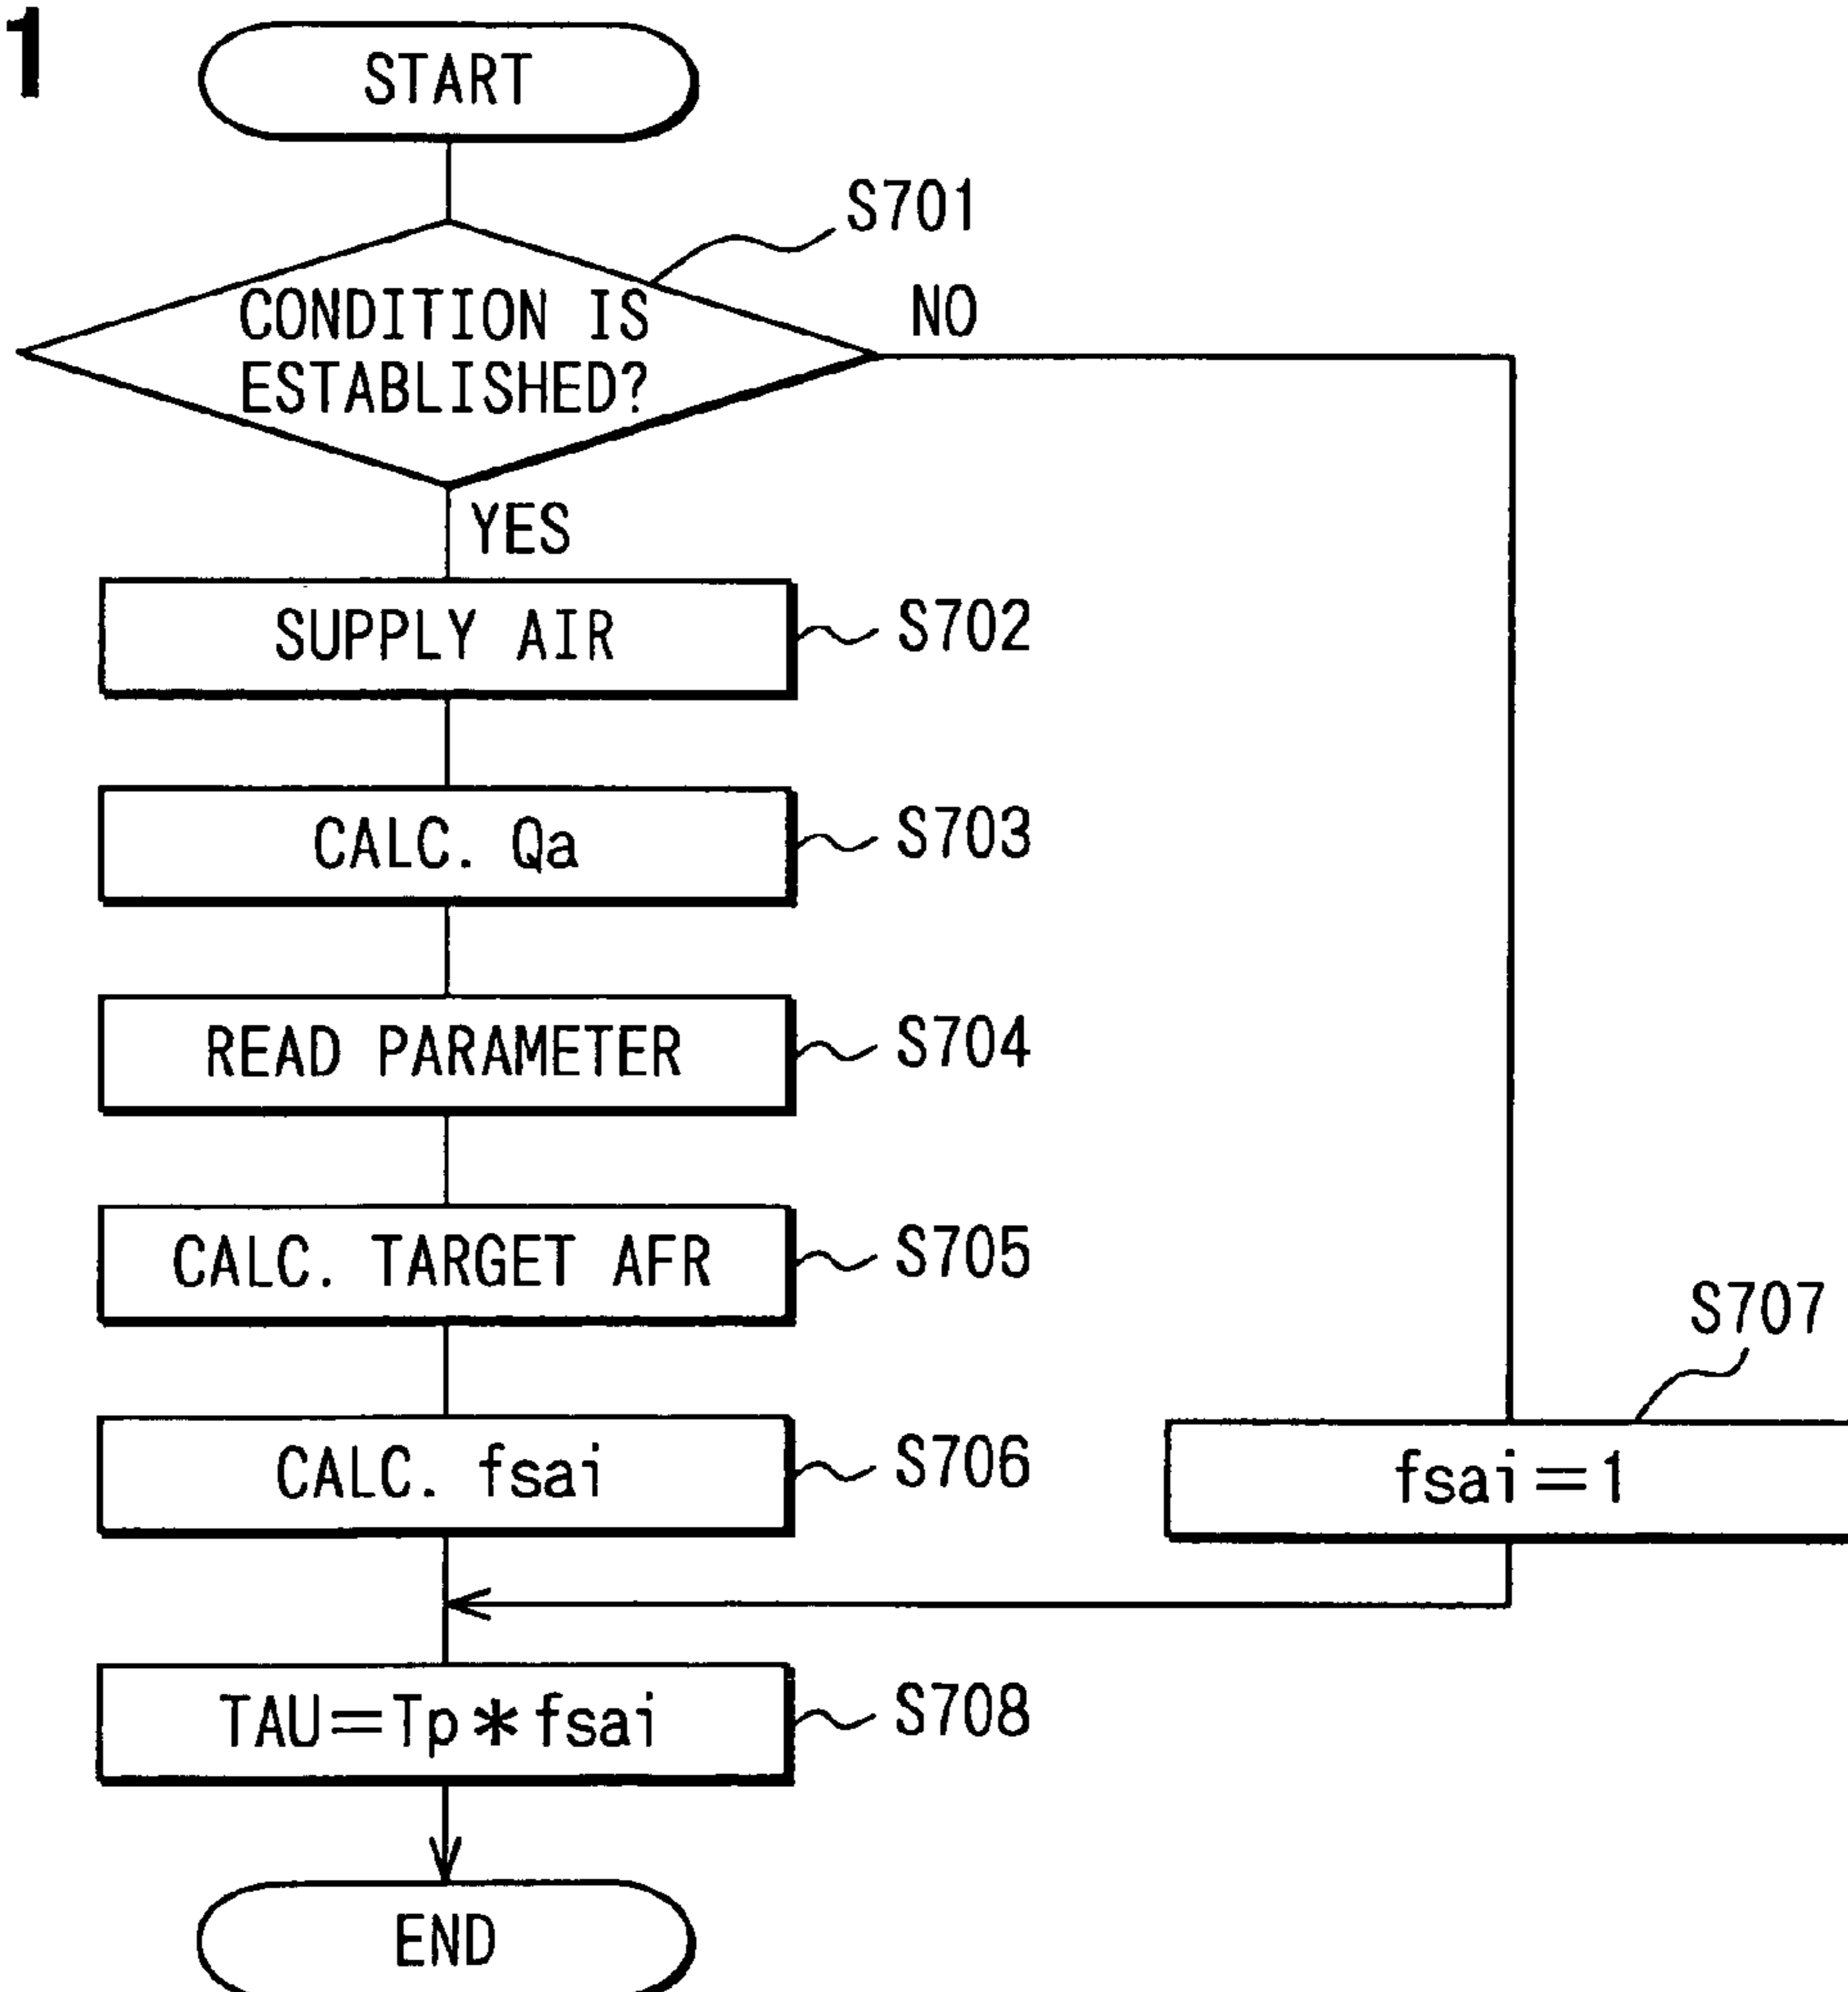 1
START
S701
CONDITION IS
ESTABLISHED?
NO
YES
SUPPLY AIR
S702
CALC. Qa
S703
READ PARAMETER
S704
CALC. TARGET AFR
S705
S707
CALC. fsai
S706
fsai=1
TAU=Tp*fsai
S708
END